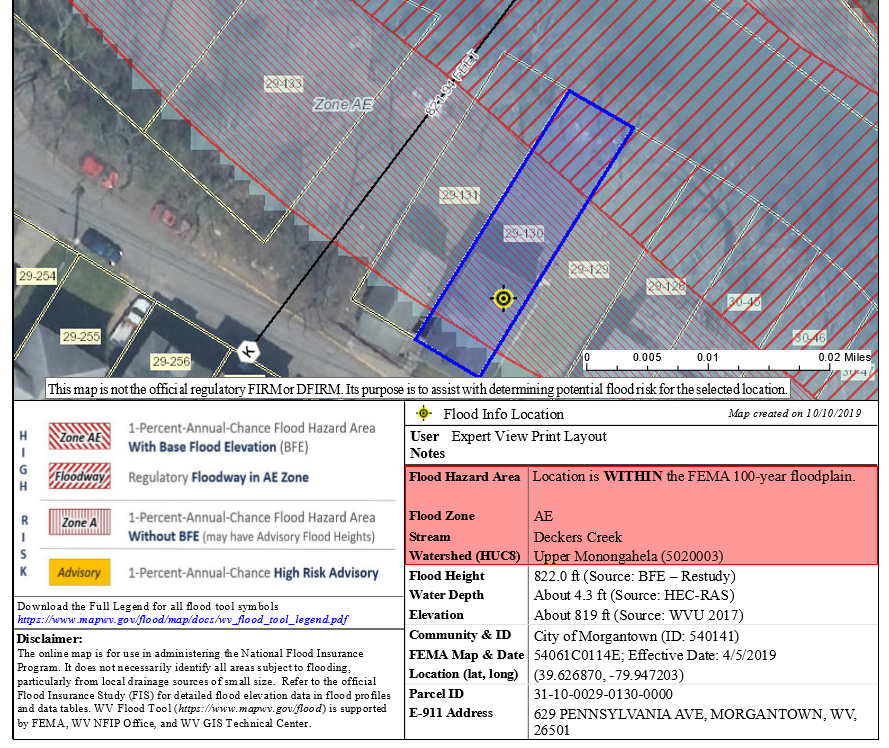 29-133
Zone AE
821.91 FEET
29-131
29-130
29-129
29-128
30-45
30-46
30-47
29-254
29-255
29-256
K
0 0.005 0.01 0.02 Miles
This map is not the official regulatory FIRM or DFIRM. Its purpose is to assist with determining potential flood risk for the selected location.
HIGH RISK
Zone AE
1-Percent-Annual-Chance Flood Hazard Area
With Base Flood Elevation (BFE)
Floodway
Regulatory Floodway in AE Zone
Zone A
1-Percent-Annual-Chance Flood Hazard Area
Without BFE (may have Advisory Flood Heights)
Advisory
1-Percent-Annual-Chance High Risk Advisory
Download the Full Legend for all flood tool symbols
https://www.mapwv.gov/flood/map/docs/wv_flood_tool_legend.pdf
Disclaimer:
The online map is for use in administering the National Flood Insurance
Program. It does not necessarily identify all areas subject to flooding,
particularly from local drainage sources of small size. Refer to the official
Flood Insurance Study (FIS) for detailed flood elevation data in flood profiles
and data tables. WV Flood Tool (https://www.mapwv.gov/flood) is supported
by FEMA, WV NFIP Office, and WV GIS Technical Center.
Flood Info Location Map created on 10/10/2019
User Expert View Print Layout
Notes
Flood Hazard Area Location is WITHIN the FEMA 100-year floodplain.
Flood Zone AE
Stream Deckers Creek
Watershed (HUC8) Upper Monongahela (5020003)
Flood Height 822.0 ft (Source: BFE – Restudy)
Water Depth About 4.3 ft (Source: HEC-RAS)
Elevation About 819 ft (Source: WVU 2017)
Community & ID City of Morgantown (ID: 540141)
FEMA Map & Date 54061C0114E; Effective Date: 4/5/2019
Location (lat, long) (39.626870, -79.947203)
Parcel ID 31-10-0029-0130-0000
E-911 Address 629 PENNSYLVANIA AVE, MORGANTOWN, WV,
26501